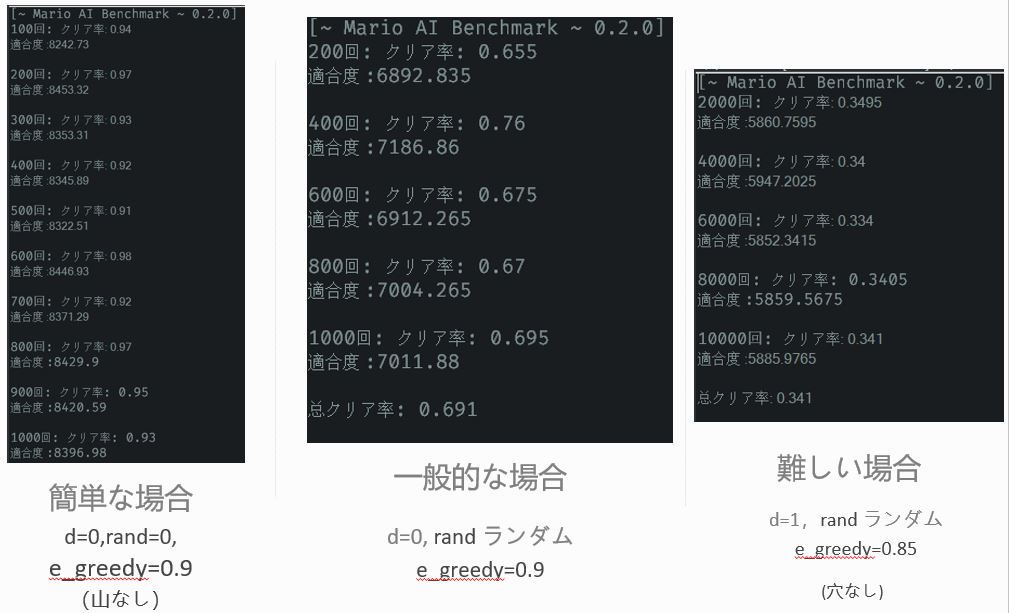 [~ Mario AI Benchmark ~ 0.2.0]
100回: クリア率: 0.94
適合度:8242.73
200回: クリア率: 0.97
適合度:8453.32
300回: クリア率: 0.93
適合度:8353.31
400回: クリア率: 0.92
適合度:8345.89
500回: クリア率: 0.91
適合度:8322.51
600回: クリア率: 0.98
適合度:8446.93
700回: クリア率: 0.92
適合度:8371.29
800回: クリア率: 0.97
適合度:8429.9
900回: クリア率: 0.95
適合度:8420.59
1000回: クリア率: 0.93
適合度:8396.98
簡単な場合
d=0,rand=0,
e_greedy=0.9
(山なし)
[~ Mario AI Benchmark ~ 0.2.0]
200回: クリア率: 0.655
適合度:6892.835
400回: クリア率: 0.76
適合度:7186.86
600回: クリア率: 0.675
適合度:6912.265
800回: クリア率: 0.67
適合度:7004.265
1000回: クリア率: 0.695
適合度:7011.88
总クリア率: 0.691
一般的な場合
d=0, rand ランダム
e_greedy=0.9
[~ Mario AI Benchmark ~ 0.2.0]
2000回: クリア率: 0.3495
適合度:5860.7595
4000回: クリア率: 0.34
適合度:5947.2025
6000回: クリア率: 0.334
適合度:5852.3415
8000回: クリア率: 0.3405
適合度:5859.5675
10000回: クリア率: 0.341
適合度:5885.9765
总クリア率: 0.341
難しい場合
d=1, rand ランダム
e_greedy=0.85
(穴なし)